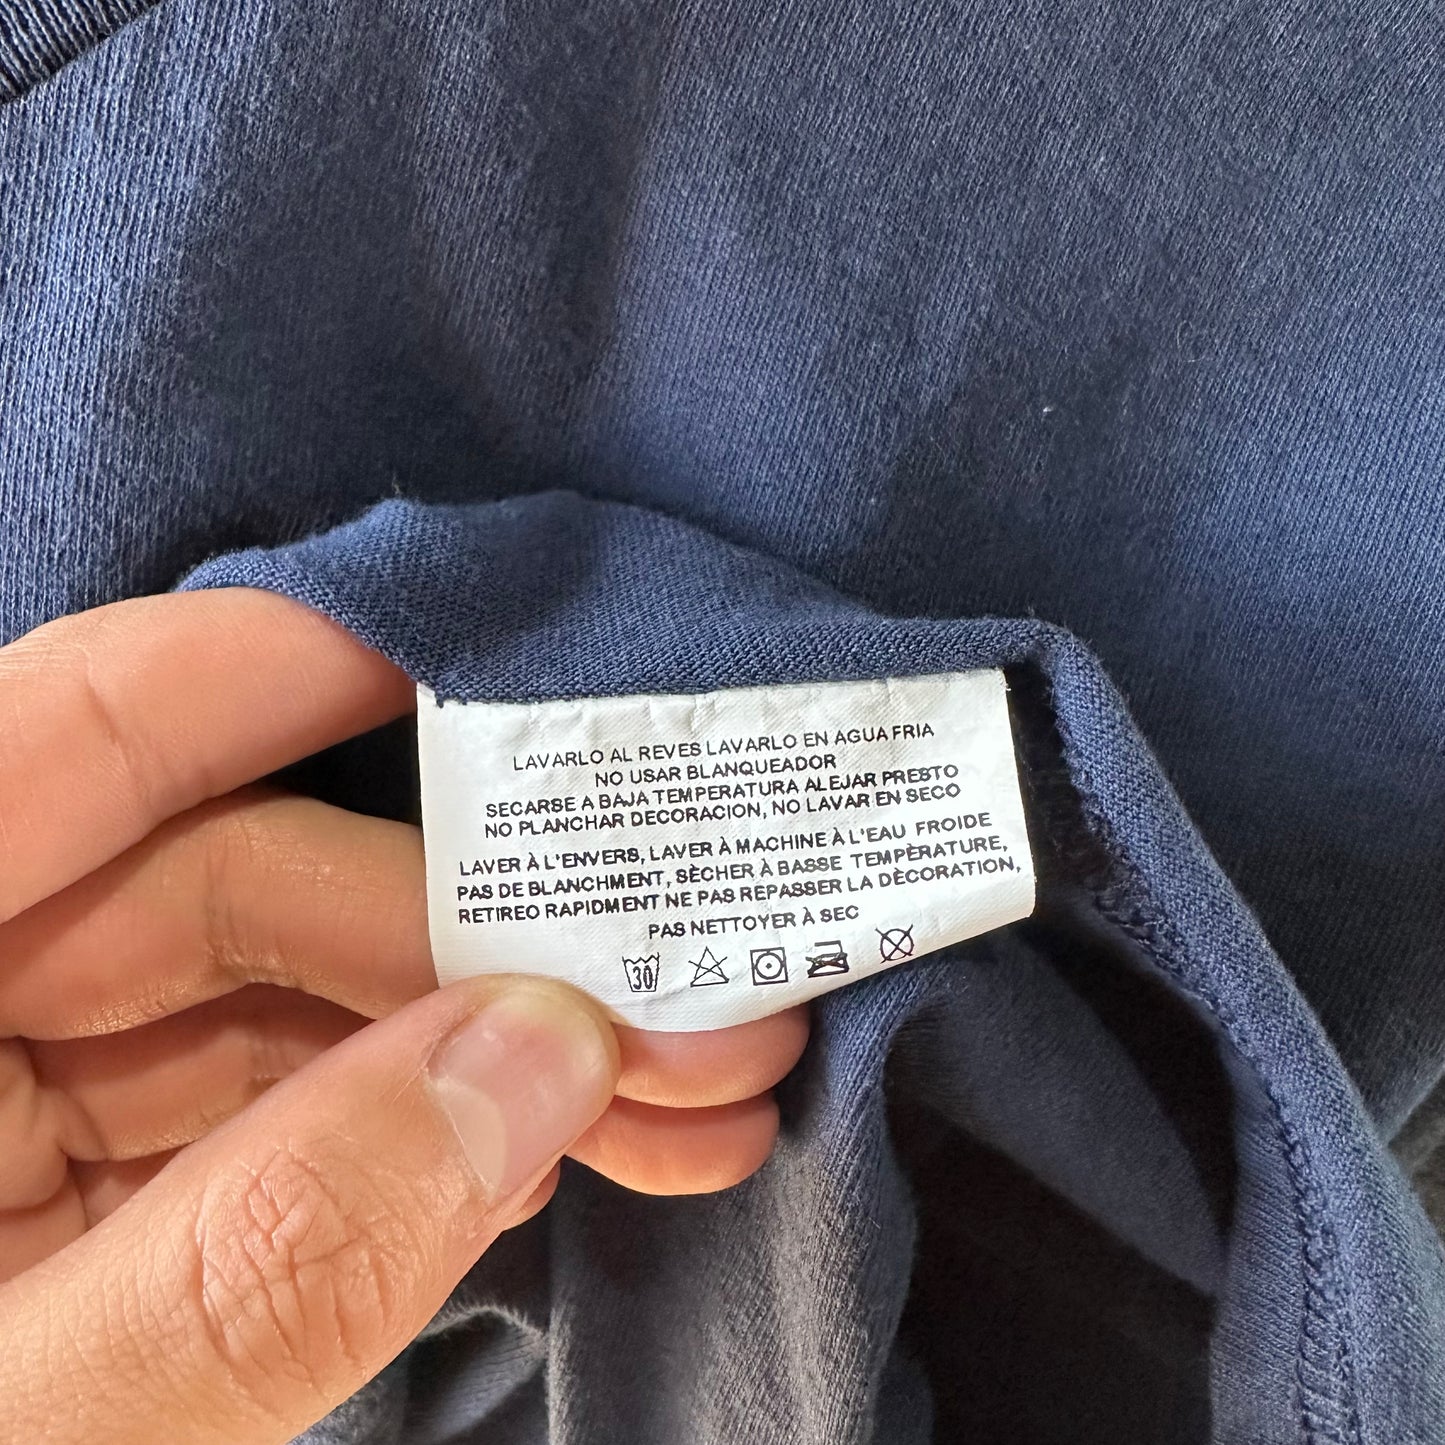 LAVARLO AL REVES LAVARLO EN AGUA FRIA
NO USAR BLANQUEADOR
SECARSE A BAJA TEMPERATURA ALEJAR PRESTO
NO PLANCHAR DECORACION, NO LAVAR EN SECO
LAVER À L'ENVERS, LAVER À MACHINE À L'EAU FROIDE
PAS DE BLANCHMENT, SÈCHER À BASSE TEMPÈRATURE,
RETIREO RAPIDMENT NE PAS REPASSER LA DÈCORATION,
PAS NETTOYER À SEC
30